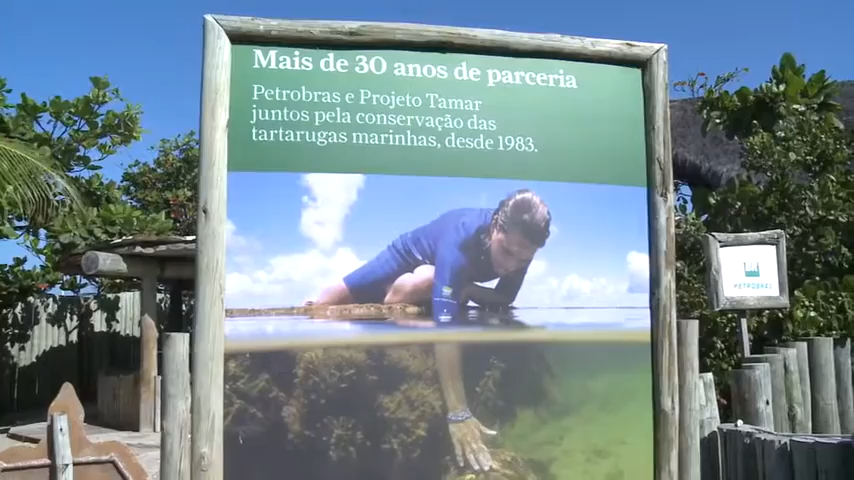 Mais de 30 anos de parceria
Petrobras e Projeto Tamar
juntos pela conservação das
tartarugas marinhas, desde 1983.
PETROBRAS